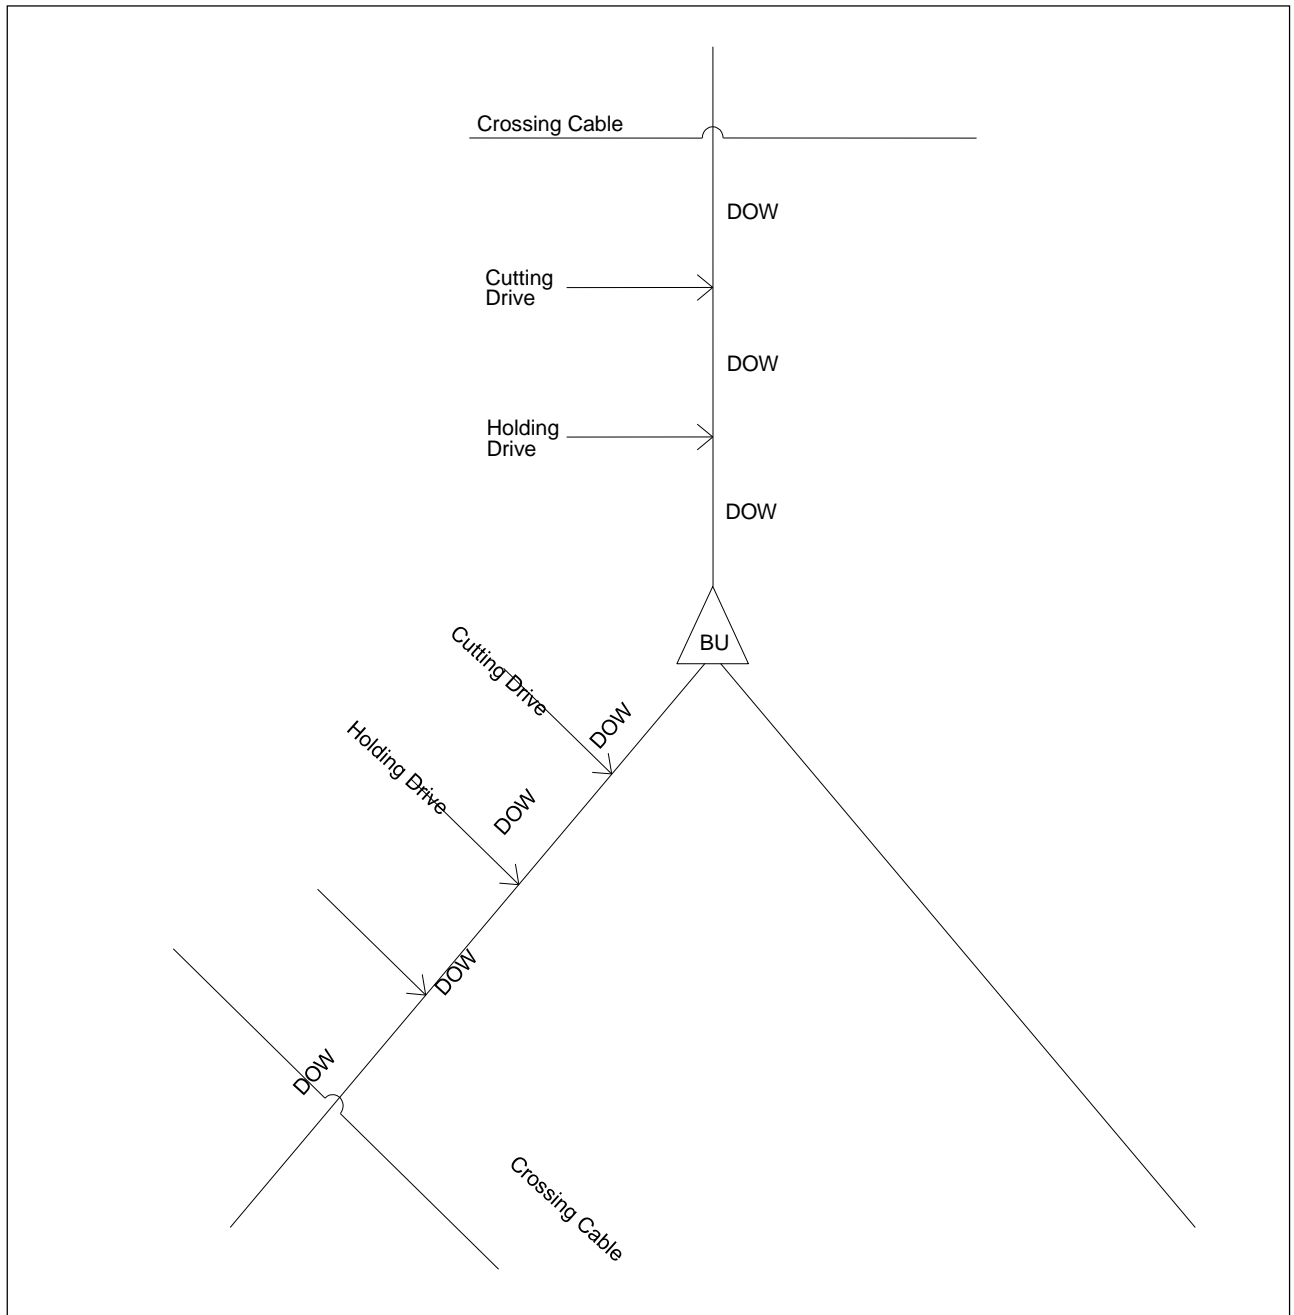 Crossing Cable
DOW
Cutting
Drive
DOW
Holding
Drive
DOW
BU
Cutting Drive
DOW
Holding Drive
DOW
DOW
DOW
Crossing Cable